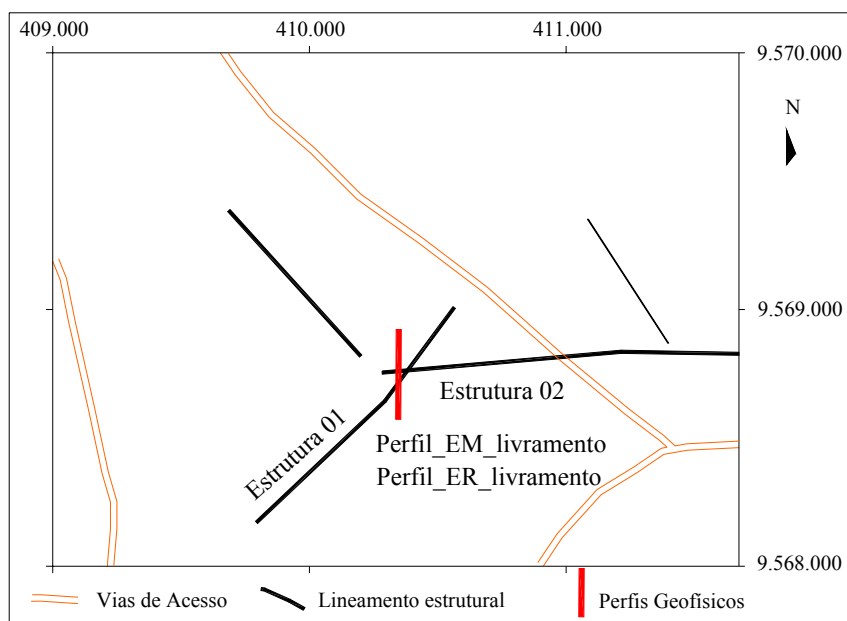 409.000 410.000 411.000
9.570.000
N
9.569.000
Estrutura 02
Estrutura 01
Perfil_EM_livramento
Perfil_ER_livramento
9.568.000
Vias de Acesso Lineamento estrutural Perfis Geofísicos